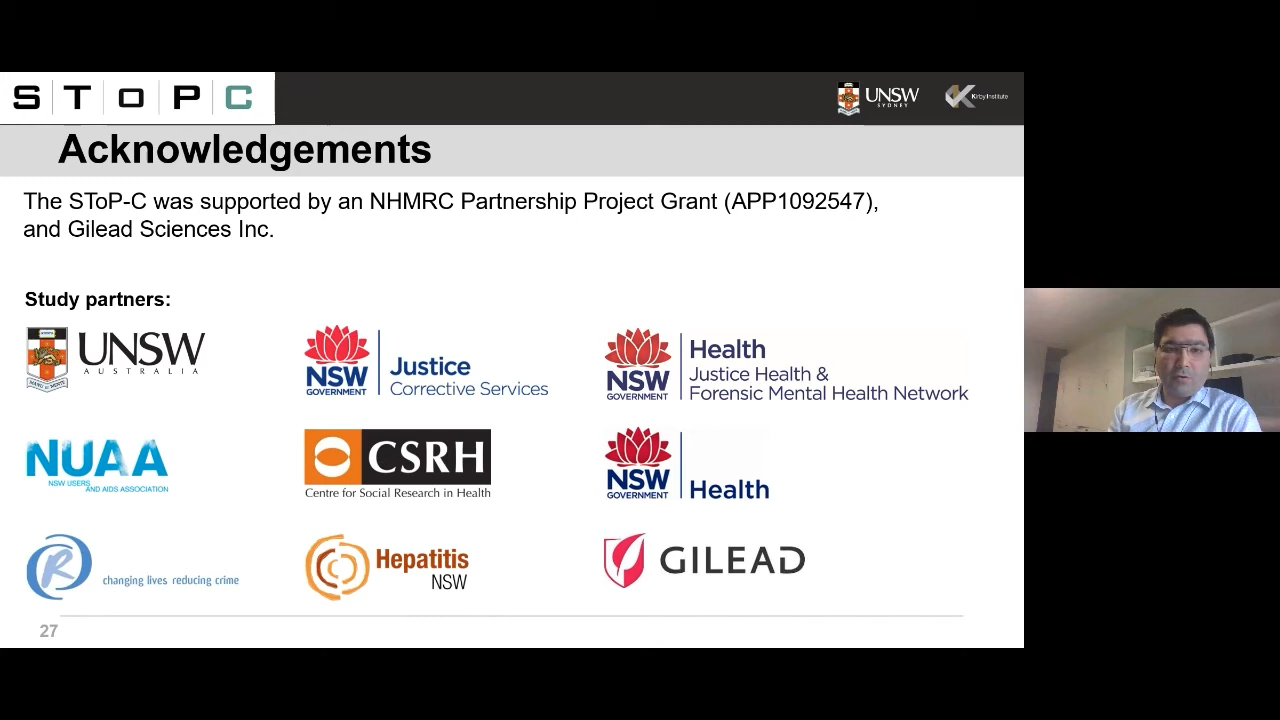 SToPC
UNSW
SYDNEY
Kirby Institute
Acknowledgements
The SToP-C was supported by an NHMRC Partnership Project Grant (APP1092547),
and Gilead Sciences Inc.
Study partners:
UNSW
AUSTRALIA
NSW
GOVERNMENT
Justice
Corrective Services
NSW
GOVERNMENT
Health
Justice Health &
Forensic Mental Health Network
NUAA
NSW USERS
AND AIDS ASSOCIATION
CSRH
Centre for Social Research in Health
NSW
GOVERNMENT
Health
R
changing lives reducing crime
Hepatitis
NSW
GILEAD
27